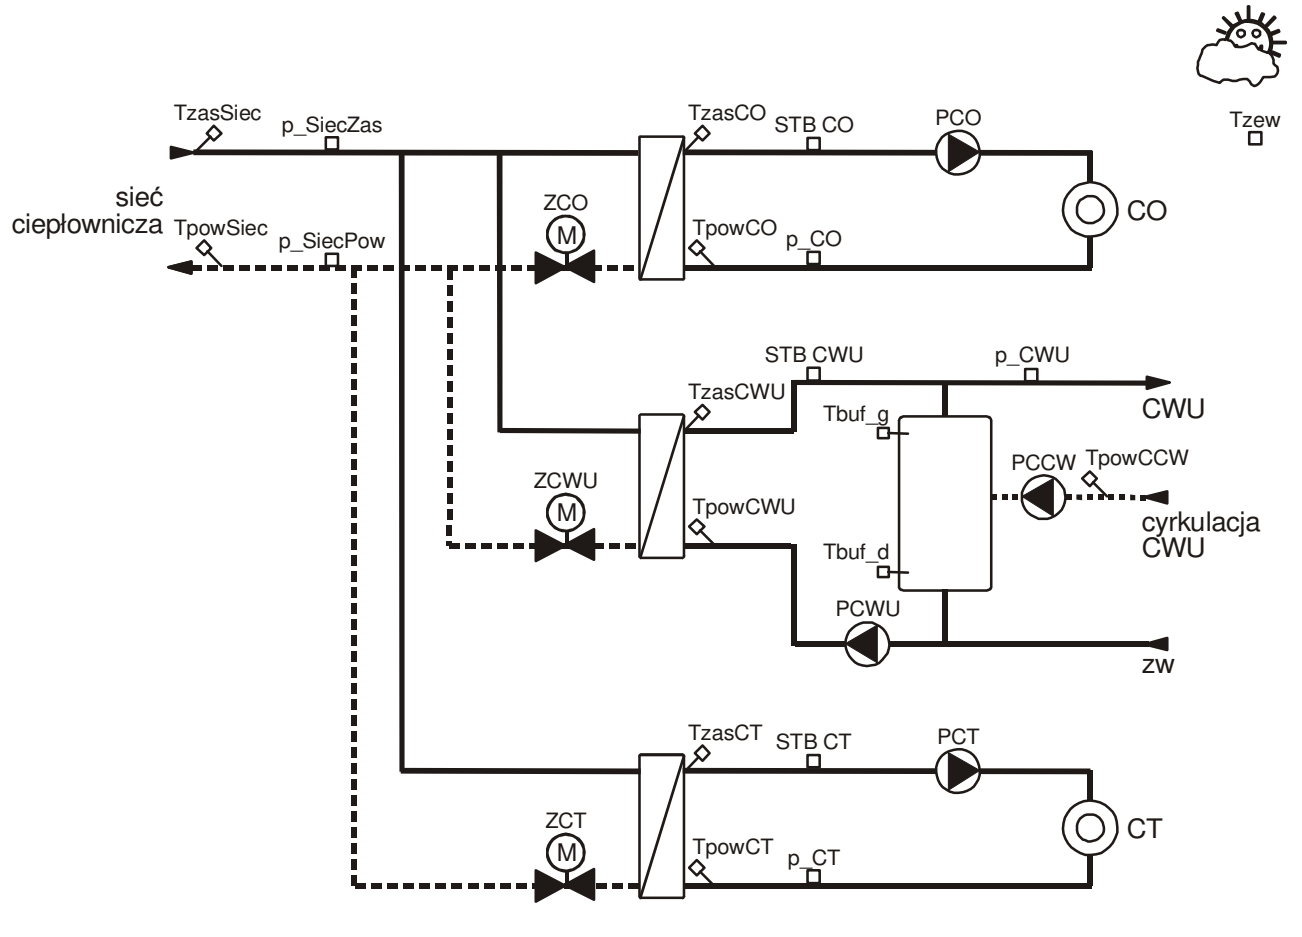 Tzew
TzasSiec
p_SiecZas
TzasCO
STB CO
PCO
sieć
ciepłownicza
TpowSiec
p_SiecPow
ZCO
M
TpowCO
p_CO
CO
STB CWU
p_CWU
TzasCWU
CWU
Tbuf_g
ZCWU
M
TpowCWU
PCCW
TpowCCW
cyrkulacja
CWU
Tbuf_d
PCWU
zw
TzasCT
STB CT
PCT
ZCT
M
TpowCT
p_CT
CT